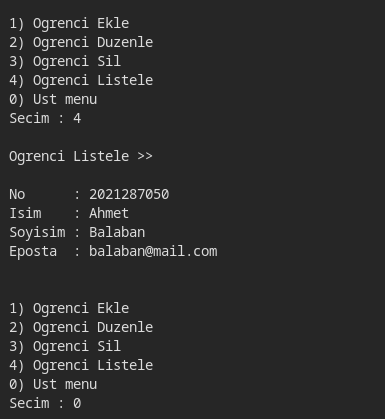 1) Ogrenci Ekle
2) Ogrenci Duzenle
3) Ogrenci Sil
4) Ogrenci Listele
0) Ust menu
Secim : 4
Ogrenci Listele >>
No      : 2021287050
Isim    : Ahmet
Soyisim : Balaban
Eposta  : balaban@mail.com
1) Ogrenci Ekle
2) Ogrenci Duzenle
3) Ogrenci Sil
4) Ogrenci Listele
0) Ust menu
Secim : 0